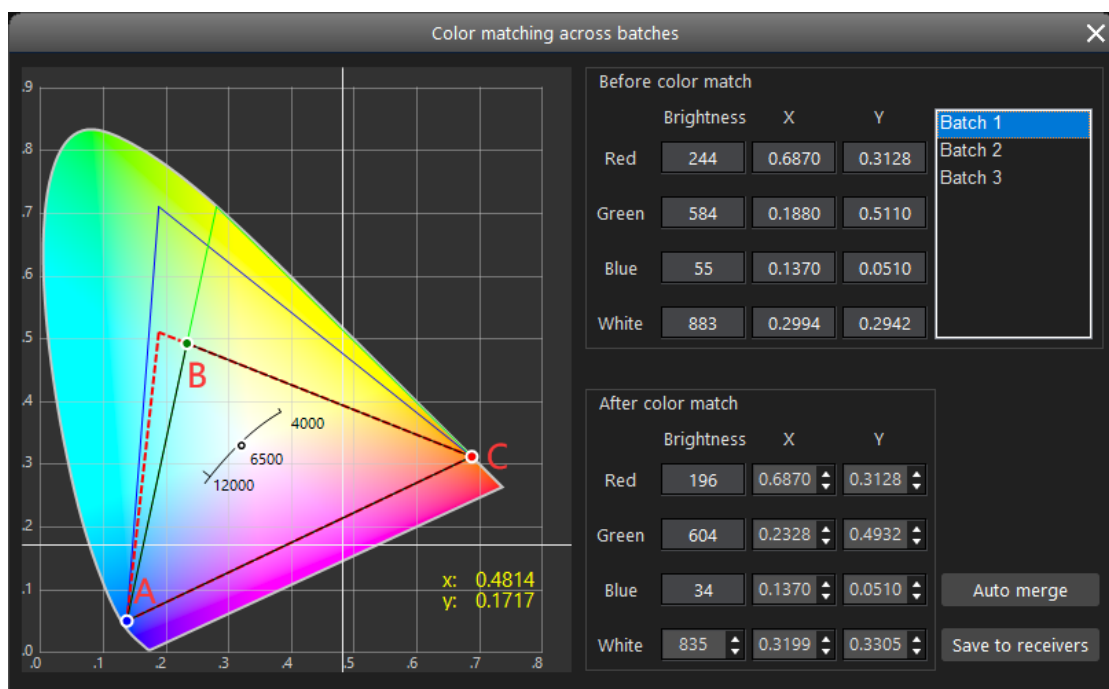 Color matching across batches
.9
.8
.7
.6
.5
.4
.3
.2
.1
.0
.0 .1 .2 .3 .4 .5 .6 .7 .8
B
C
A
4000
6500
12000
x: 0.4814
y: 0.1717
Before color match
Brightness X Y
Red 244 0.6870 0.3128
Green 584 0.1880 0.5110
Blue 55 0.1370 0.0510
White 883 0.2994 0.2942
Batch 1
Batch 2
Batch 3
After color match
Brightness X Y
Red 196 0.6870 0.3128
Green 604 0.2328 0.4932
Blue 34 0.1370 0.0510
White 835 0.3199 0.3305
Auto merge
Save to receivers